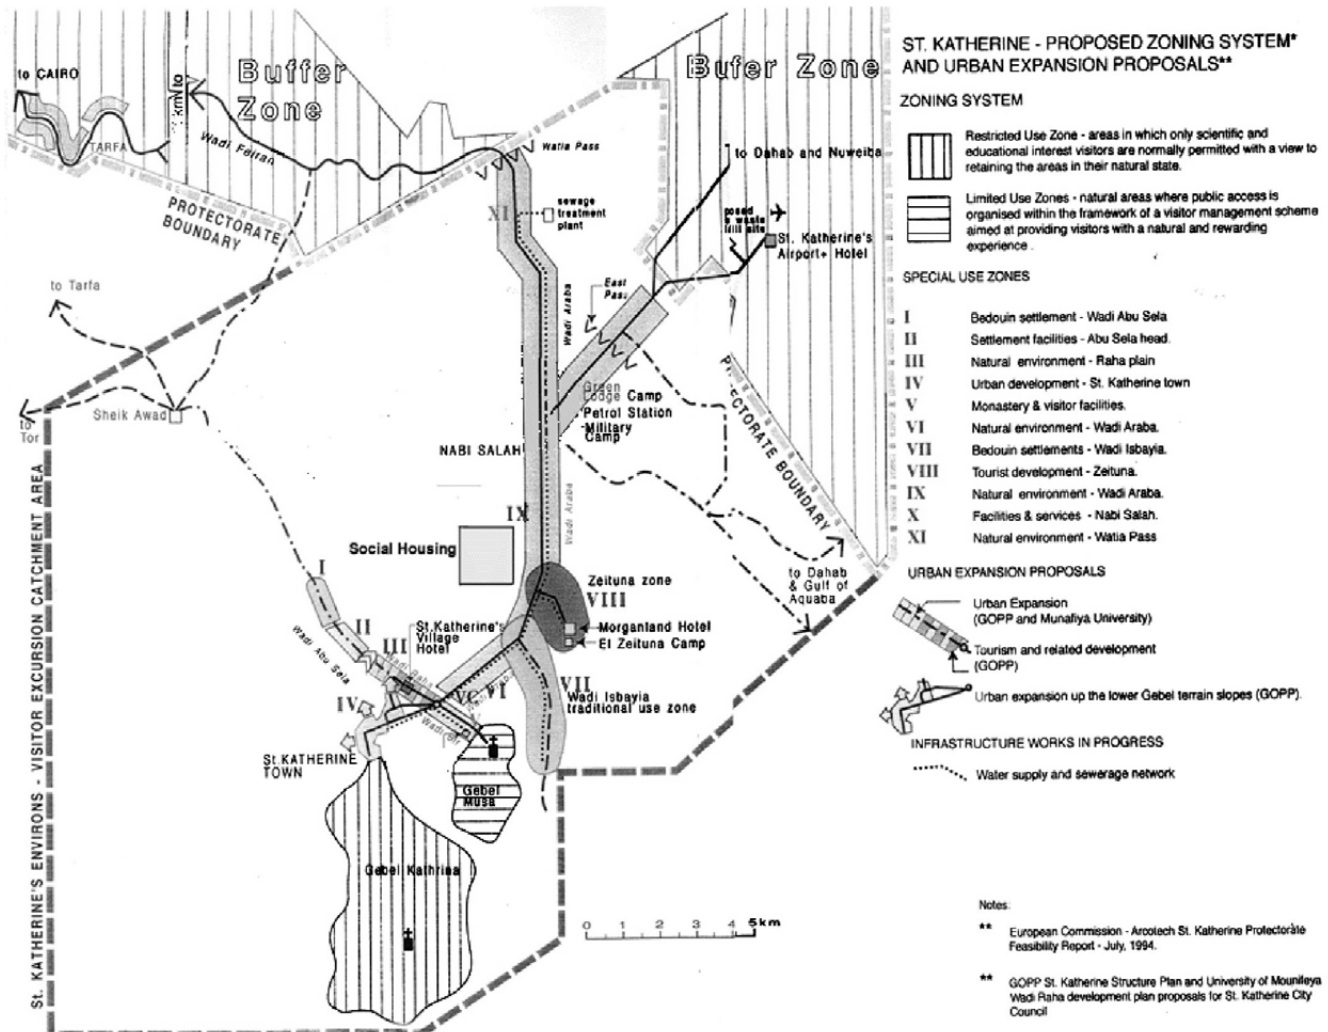 to CAIRO
Buffer
Zone
Bufer Zone
km to
TARFA
Wadi Feiran
Watia Pass
to Dahab and Nuweiba
PROTECTORATE
BOUNDARY
XI
sewage
treatment
plant
posed
St. Katherine's
Airport+ Hotel
to Tarfa
East
Pass
Wadi Araba
Sheik Awad
to
Tor
Green
Lodge Camp
Petrol Station
-Military
Camp
NABI SALAH
BOUNDARY
IX
Wadi Araba
Social Housing
Zeituna zone
VIII
to Dahab
& Gulf of
Aquaba
I
II
III
St.Katherine's
Village
Hotel
Morganland Hotel
El Zeituna Camp
Wadi Abu Sela
IV
VI
VII
Wadi Isbayia
traditional use zone
St.KATHERINE
TOWN
Gebel
Musa
Gebel Kathrina
St. KATHERINE'S ENVIRONS - VISITOR EXCURSION CATCHMENT AREA
0 1 2 3 4 5km
ST. KATHERINE - PROPOSED ZONING SYSTEM*
AND URBAN EXPANSION PROPOSALS**
ZONING SYSTEM
Restricted Use Zone - areas in which only scientific and
educational interest visitors are normally permitted with a view to
retaining the areas in their natural state.
Limited Use Zones - natural areas where public access is
organised within the framework of a visitor management scheme
aimed at providing visitors with a natural and rewarding
experience .
SPECIAL USE ZONES
I Bedouin settlement - Wadi Abu Sela
II Settlement facilities - Abu Sela head.
III Natural environment - Raha plain
IV Urban development - St. Katherine town
V Monastery & visitor facilities.
VI Natural environment - Wadi Araba.
VII Bedouin settlements - Wadi Isbayia.
VIII Tourist development - Zeituna.
IX Natural environment - Wadi Araba.
X Facilities & services - Nabi Salah.
XI Natural environment - Watia Pass
URBAN EXPANSION PROPOSALS
Urban Expansion
(GOPP and Munafiya University)
Tourism and related development
(GOPP)
Urban expansion up the lower Gebel terrain slopes (GOPP).
INFRASTRUCTURE WORKS IN PROGRESS
Water supply and sewerage network
Notes:
** European Commission - Arcotech St. Katherine Protectorate
Feasibility Report - July, 1994.
** GOPP St. Katherine Structure Plan and University of Mounifeya
Wadi Raha development plan proposals for St. Katherine City
Council